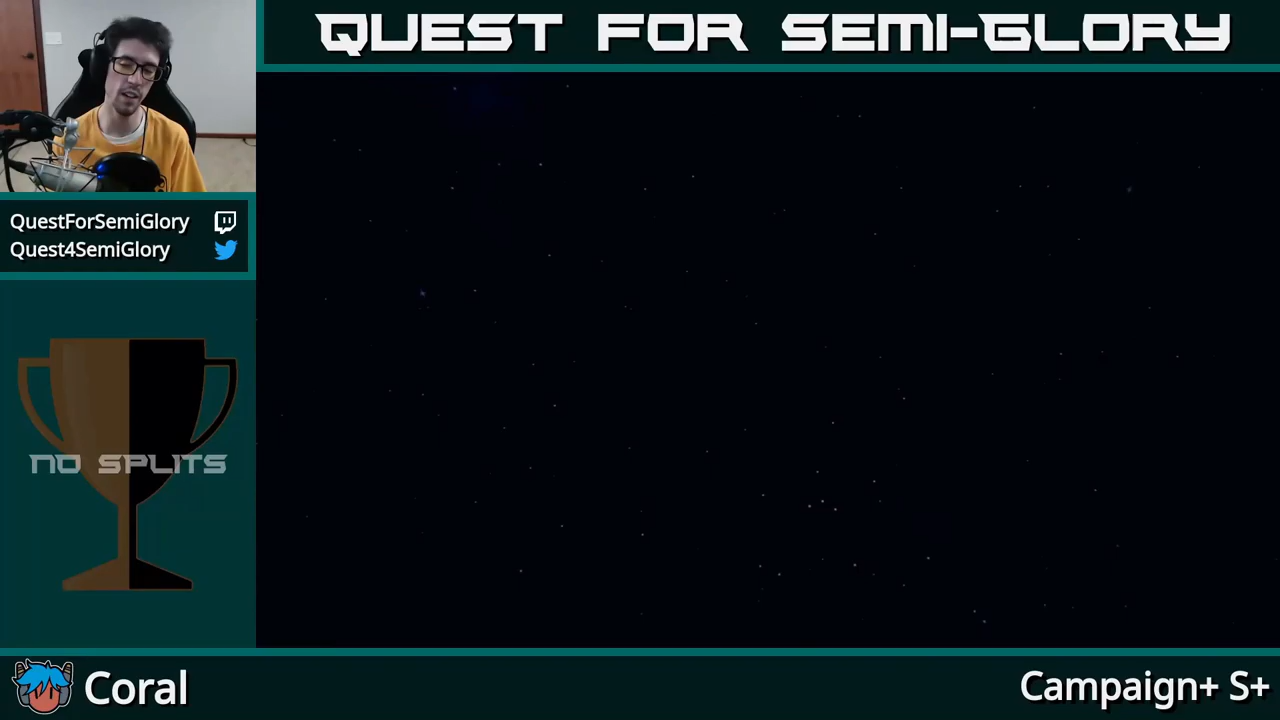 QUEST FOR SEMI-GLORY
QuestForSemiGlory
Quest4SemiGlory
NO SPLITS
Coral
Campaign+ S+